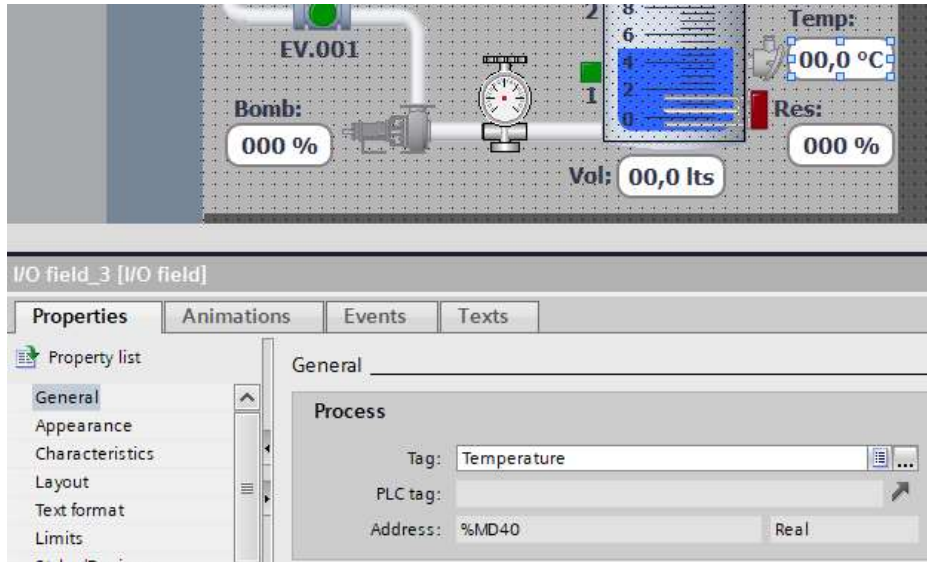 2
8
6
4
2
0
1
Temp:
00,0 °C
EV.001
Bomb:
000 %
Res:
000 %
Vol:
00,0 lts
I/O field_3 [I/O field]
Properties
Animations
Events
Texts
Property list
General
Appearance
Characteristics
Layout
Text format
Limits
General
Process
Tag:
Temperature
...
PLC tag:
Address:
%MD40
Real